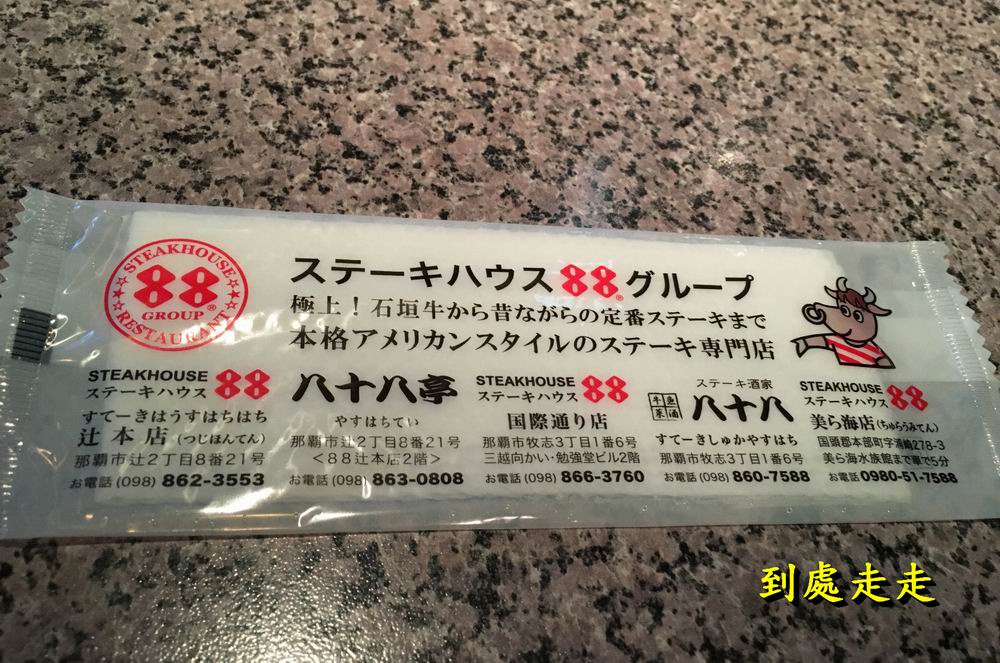 STEAKHOUSE
88®
GROUP
RESTAURANT
ステーキハウス88®グループ
極上！石垣牛から昔ながらの定番ステーキまで
本格アメリカンスタイルのステーキ専門店
STEAKHOUSE
ステーキハウス 88
すてーきはうすはちはち
辻本店（つじほんてん）
那覇市辻2丁目8番21号
お電話 (098) 862-3553
八十八亭
やすはちてい
那覇市辻2丁目8番21号
＜88辻本店2階＞
お電話 (098) 863-0808
STEAKHOUSE
ステーキハウス 88
国際通り店
那覇市牧志3丁目1番6号
三越向かい・勉強堂ビル2階
お電話 (098) 866-3760
ステーキ酒家
八十八
すてーきしゅかやすはち
那覇市牧志3丁目1番6号
お電話 (098) 860-7588
STEAKHOUSE
ステーキハウス 88
美ら海店（ちゅらうみてん）
国頭郡本部町字浦崎278-3
美ら海水族館まで車で5分
お電話0980-51-7588
到處走走